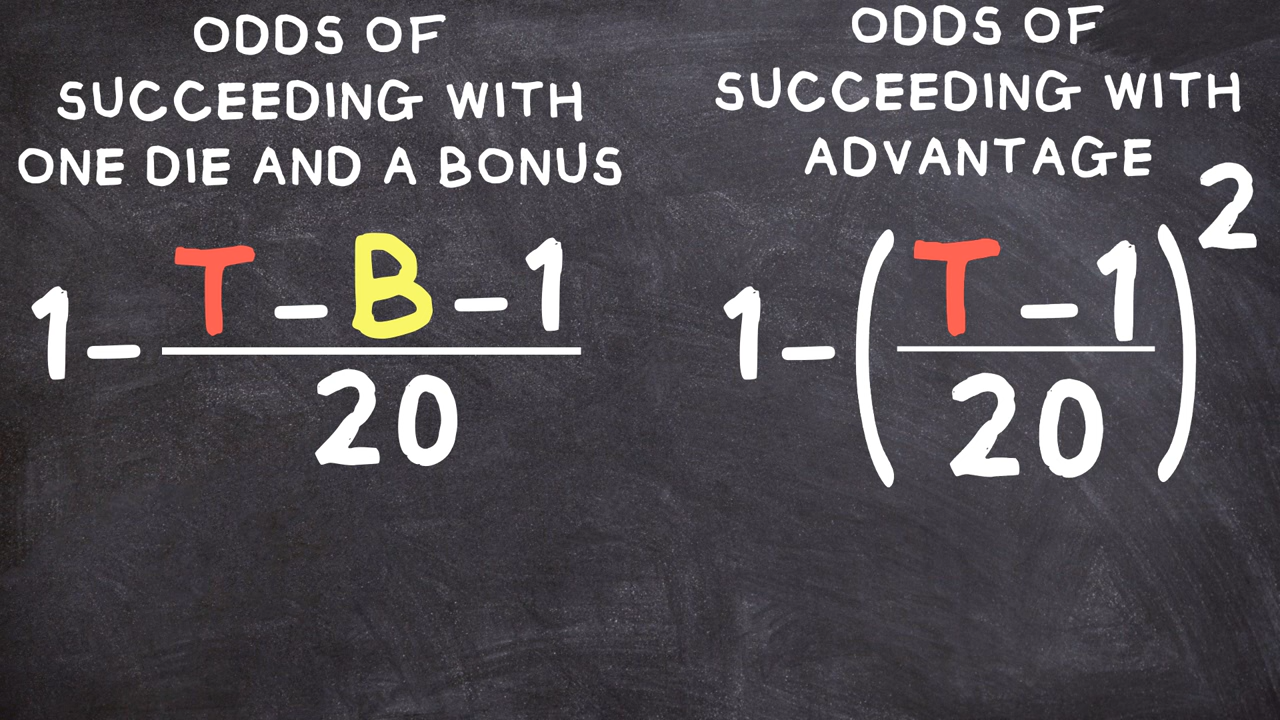 ODDS OF
SUCCEEDING WITH
ONE DIE AND A BONUS
1 - (T - B - 1) / 20
ODDS OF
SUCCEEDING WITH
ADVANTAGE
1 - ((T - 1) / 20)²